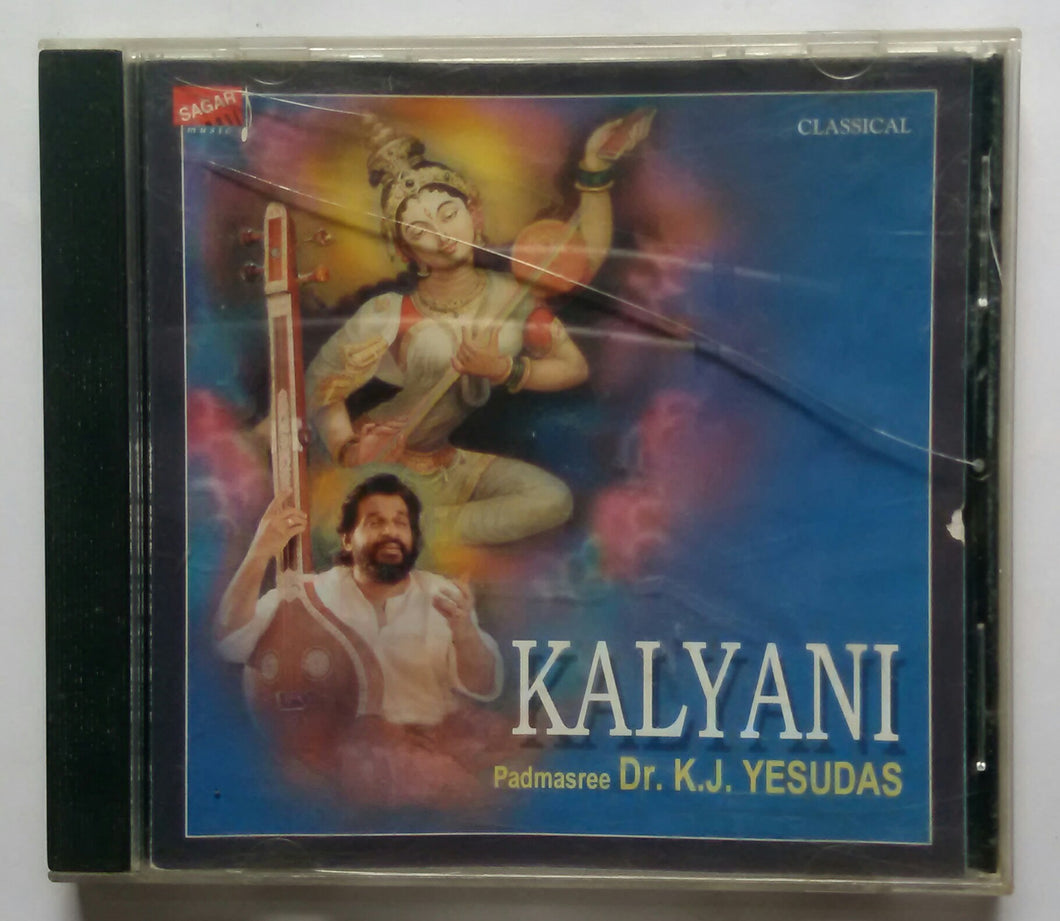 SAGAR
music
CLASSICAL
KALYANI
Padmasree Dr. K.J. YESUDAS